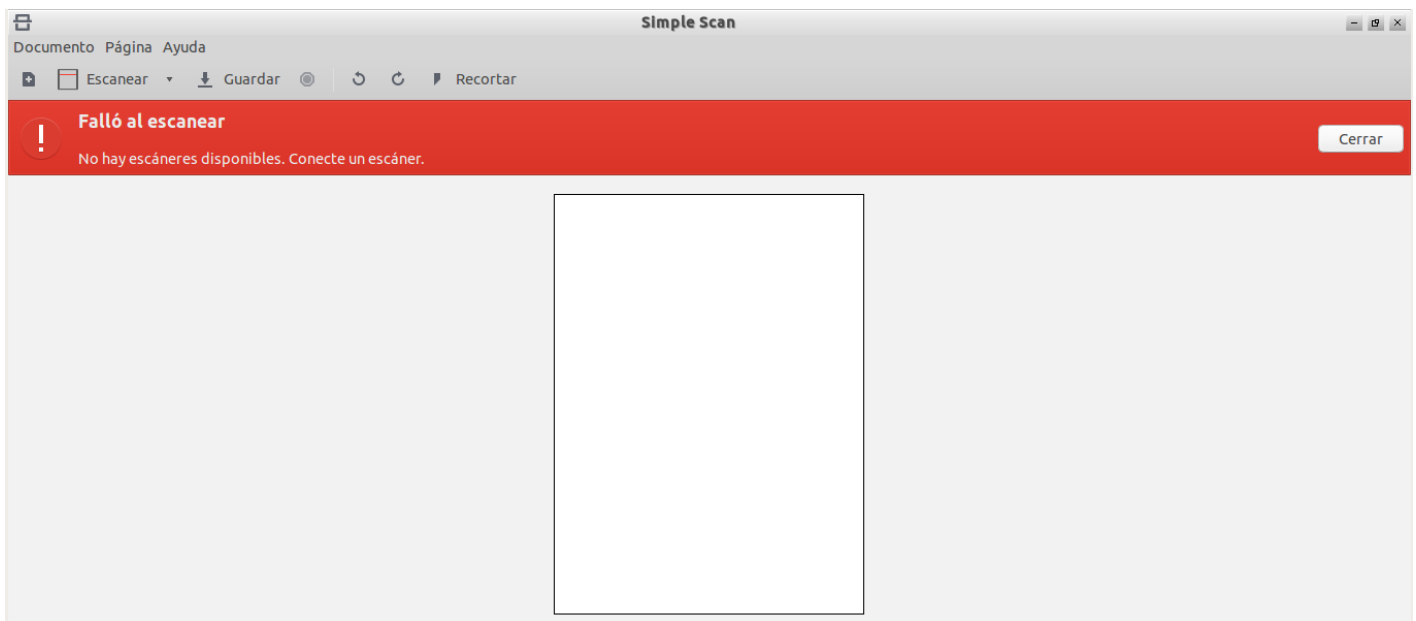 Simple Scan
Documento Página Ayuda
Escanear Guardar Recortar
Falló al escanear
No hay escáneres disponibles. Conecte un escáner.
Cerrar